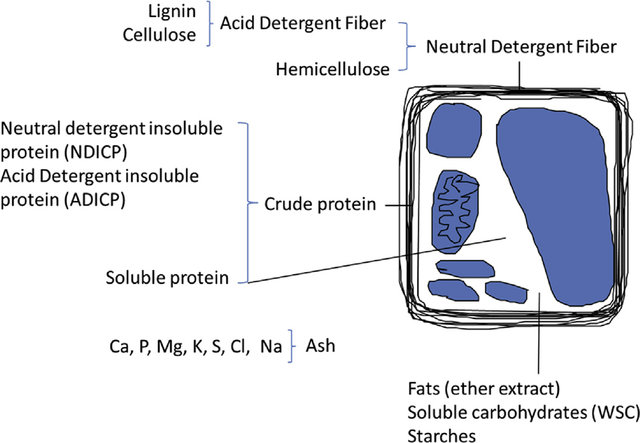 Lignin
Cellulose
Acid Detergent Fiber
Hemicellulose
Neutral Detergent Fiber
Neutral detergent insoluble
protein (NDICP)
Acid Detergent insoluble
protein (ADICP)
Crude protein
Soluble protein
Ca, P, Mg, K, S, Cl, Na
Ash
Fats (ether extract)
Soluble carbohydrates (WSC)
Starches